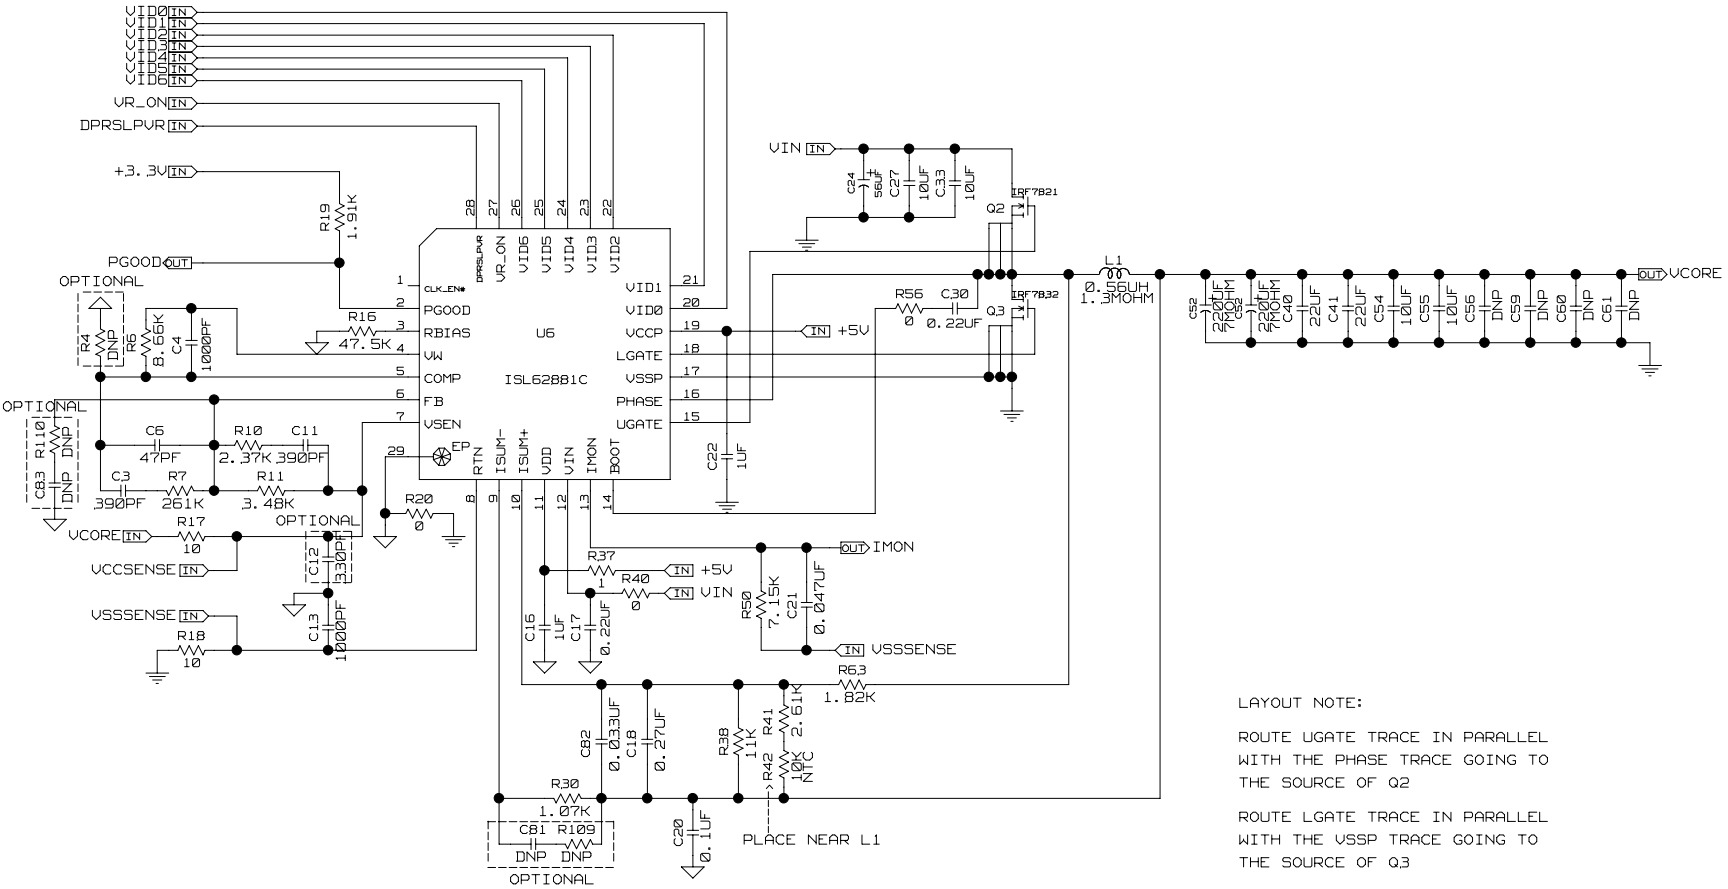 VID0 IN
VID1 IN
VID2 IN
VID3 IN
VID4 IN
VID5 IN
VID6 IN
VR_ON IN
DPRSLPVR IN
+3.3V IN
R19
1.91K
PGOOD OUT
OPTIONAL
R4
DNP
R6
8.66K
C4
1000PF
R16
47.5K
28
27
26
25
24
23
22
DPRSLPVR
VR_ON
VID6
VID5
VID4
VID3
VID2
1
CLK_EN#
2
PGOOD
3
RBIAS
4
VW
5
COMP
6
FB
7
VSEN
29
EP
U6
ISL62881C
VID1
21
VID0
20
VCCP
19
LGATE
18
VSSP
17
PHASE
16
UGATE
15
RTN
ISUM-
ISUM+
VDD
VIN
IMON
BOOT
8
9
10
11
12
13
14
VIN IN
C24
56UF
+
C27
10UF
C33
10UF
IRF7821
Q2
IRF7832
Q3
R56
0
C30
0.22UF
IN +5V
C22
1UF
L1
0.56UH
1.3MOHM
OUT VCORE
C52
220UF
7MOHM
+
C52
220UF
7MOHM
+
C40
22UF
C41
22UF
C54
10UF
C55
10UF
C56
DNP
C59
DNP
C60
DNP
C61
DNP
OPTIONAL
R110
DNP
C83
DNP
C6
47PF
R10
2.37K
C11
390PF
C3
390PF
R7
261K
R11
3.48K
R17
10
VCORE IN
VCCSENSE IN
OPTIONAL
C12
330PF
VSSSENSE IN
C13
1000PF
R18
10
R20
0
OUT IMON
R37
1
IN +5V
R40
0
IN VIN
C16
1UF
C17
0.22UF
R50
7.15K
C21
0.047UF
IN VSSSENSE
R63
1.82K
C82
0.033UF
C18
0.27UF
R38
11K
R41
2.61K
R42
10K
NTC
R30
1.07K
C81
DNP
R109
DNP
OPTIONAL
C20
0.1UF
PLACE NEAR L1
LAYOUT NOTE:
ROUTE UGATE TRACE IN PARALLEL
WITH THE PHASE TRACE GOING TO
THE SOURCE OF Q2
ROUTE LGATE TRACE IN PARALLEL
WITH THE VSSP TRACE GOING TO
THE SOURCE OF Q3